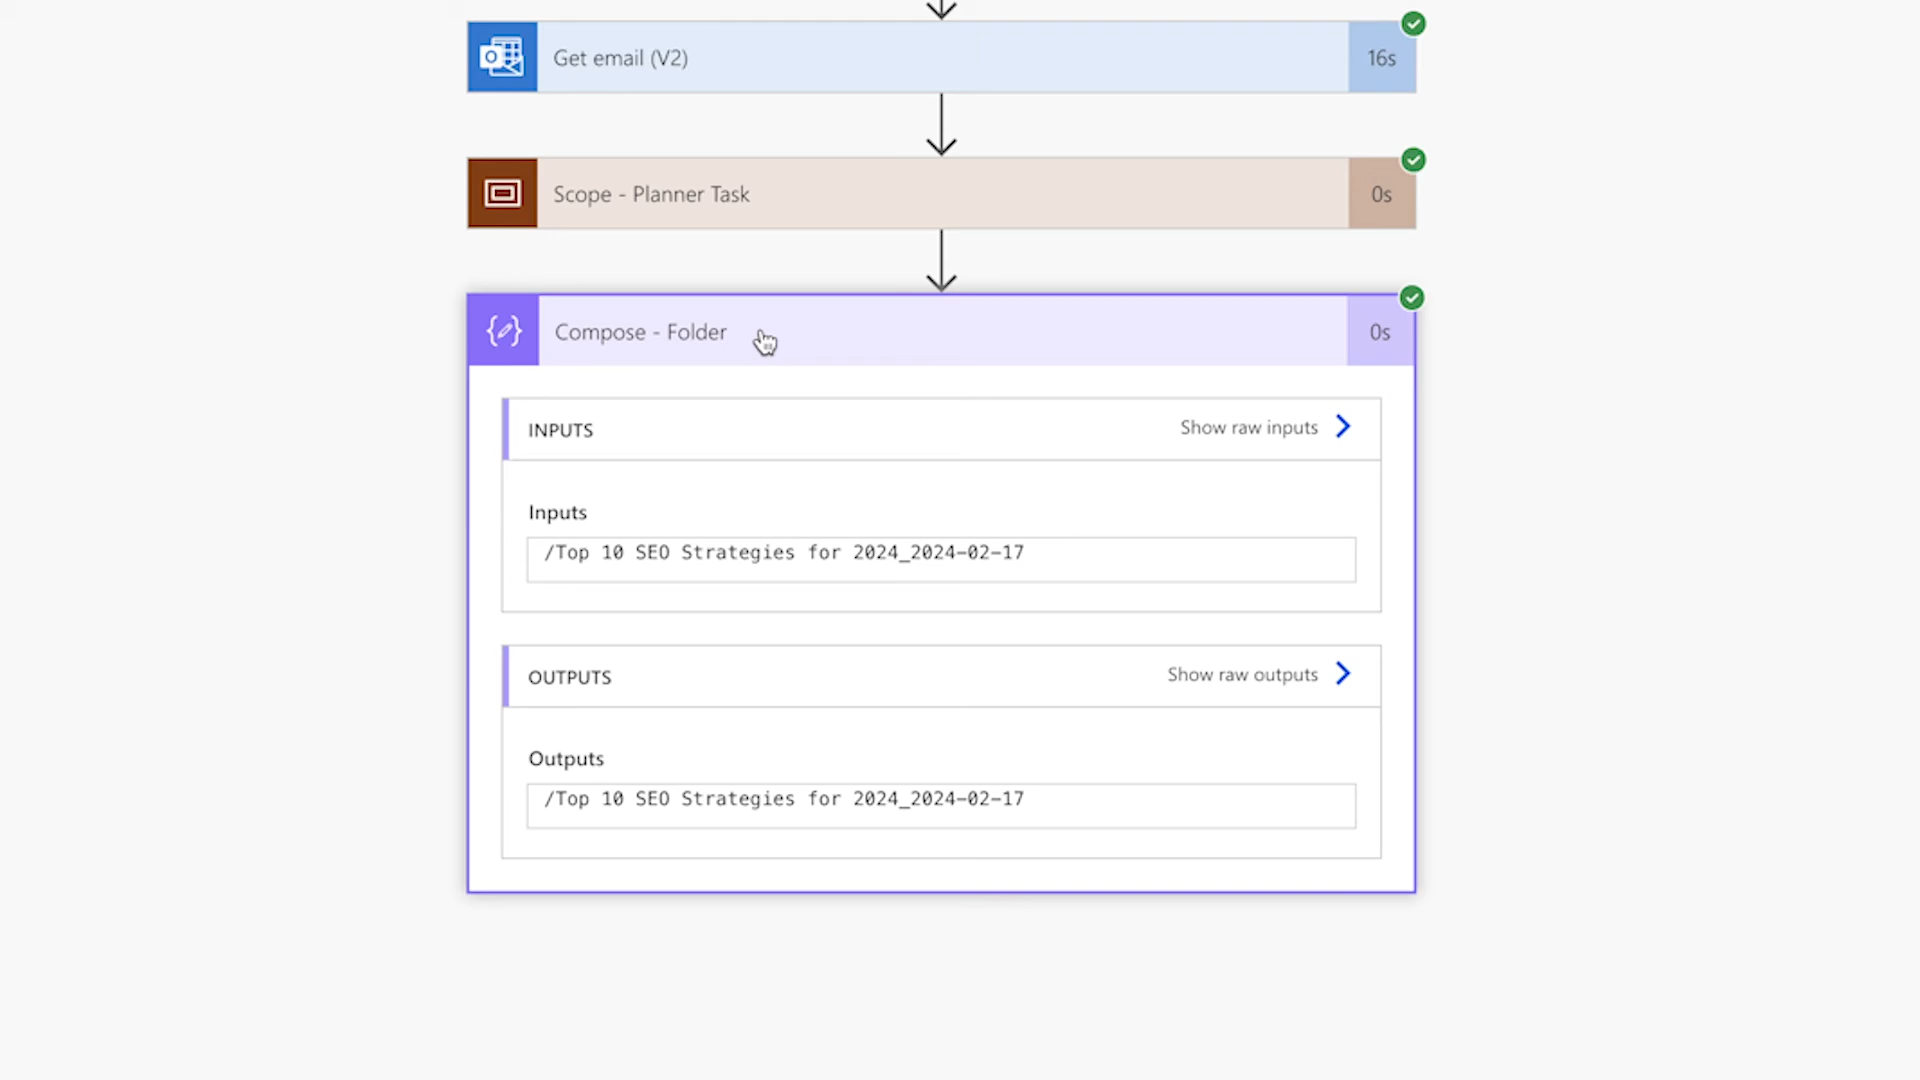 Get email (V2)
16s
Scope - Planner Task
0s
Compose - Folder
0s
INPUTS
Show raw inputs
Inputs
/Top 10 SEO Strategies for 2024_2024-02-17
OUTPUTS
Show raw outputs
Outputs
/Top 10 SEO Strategies for 2024_2024-02-17